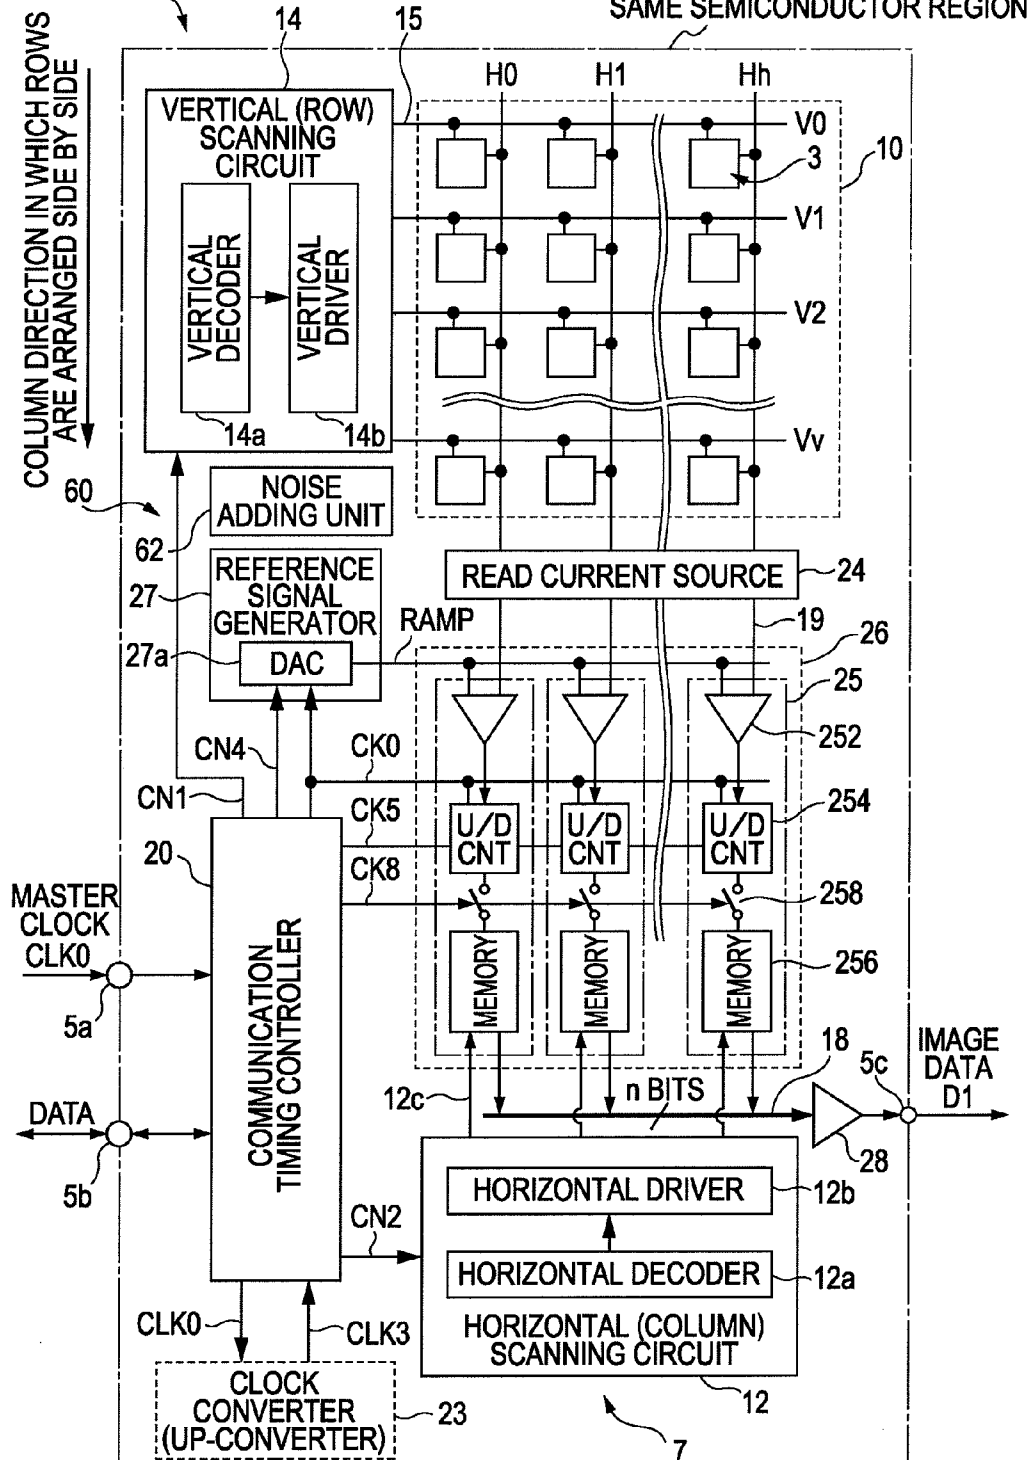 SAME SEMICONDUCTOR REGION
COLUMN DIRECTION IN WHICH ROWS
ARE ARRANGED SIDE BY SIDE
14
15
H0
H1
Hh
VERTICAL (ROW)
SCANNING
CIRCUIT
VERTICAL
DECODER
VERTICAL
DRIVER
14a
14b
V0
3
10
V1
V2
Vv
60
NOISE
ADDING UNIT
62
REFERENCE
SIGNAL
GENERATOR
27
27a
DAC
RAMP
READ CURRENT SOURCE
24
19
26
25
252
CN4
CK0
CN1
CK5
U/D
CNT
U/D
CNT
U/D
CNT
254
20
CK8
258
MASTER
CLOCK
CLK0
5a
COMMUNICATION
TIMING CONTROLLER
MEMORY
MEMORY
MEMORY
256
DATA
5b
12c
n BITS
18
5c
IMAGE
DATA
D1
28
HORIZONTAL DRIVER
12b
CN2
HORIZONTAL DECODER
12a
HORIZONTAL (COLUMN)
SCANNING CIRCUIT
12
CLK0
CLK3
CLOCK
CONVERTER
(UP-CONVERTER)
23
7